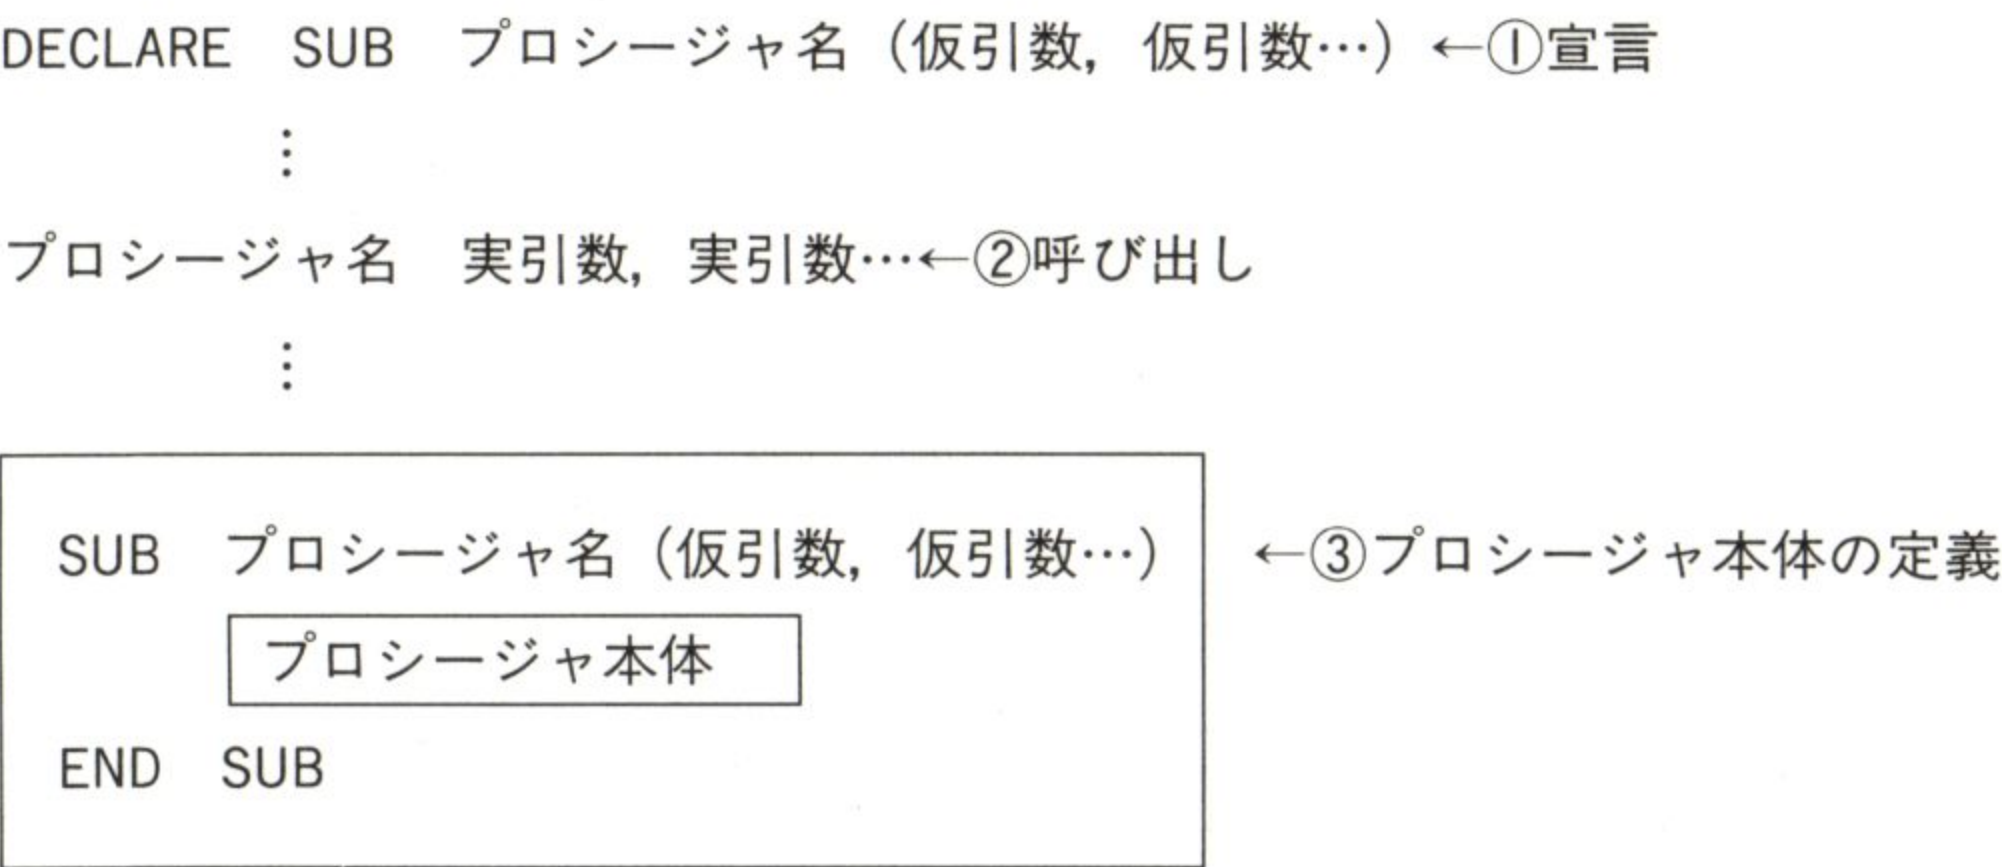 DECLARE SUB プロシージャ名（仮引数，仮引数…）←①宣言
⋮
プロシージャ名 実引数，実引数…←②呼び出し
⋮
SUB プロシージャ名（仮引数，仮引数…） ←③プロシージャ本体の定義
プロシージャ本体
END SUB